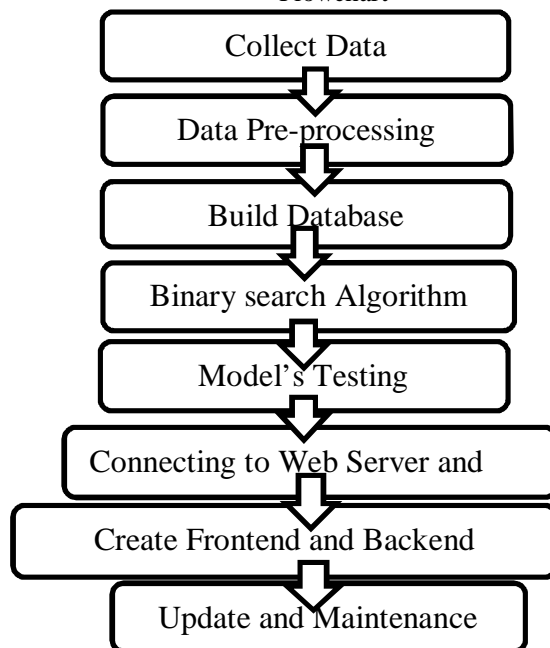 Flowchart
Collect Data
Data Pre-processing
Build Database
Binary search Algorithm
Model's Testing
Connecting to Web Server and
Create Frontend and Backend
Update and Maintenance